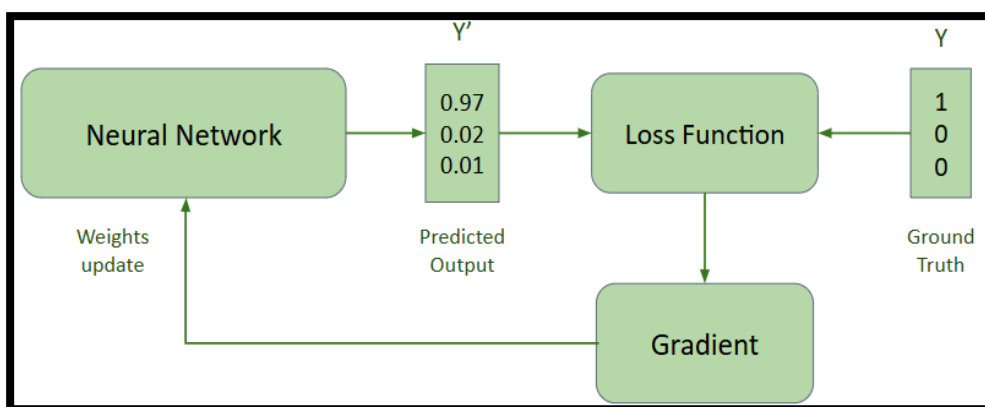 Y’
Y
Neural Network
0.97
0.02
0.01
Loss Function
1
0
0
Weights
update
Predicted
Output
Ground
Truth
Gradient